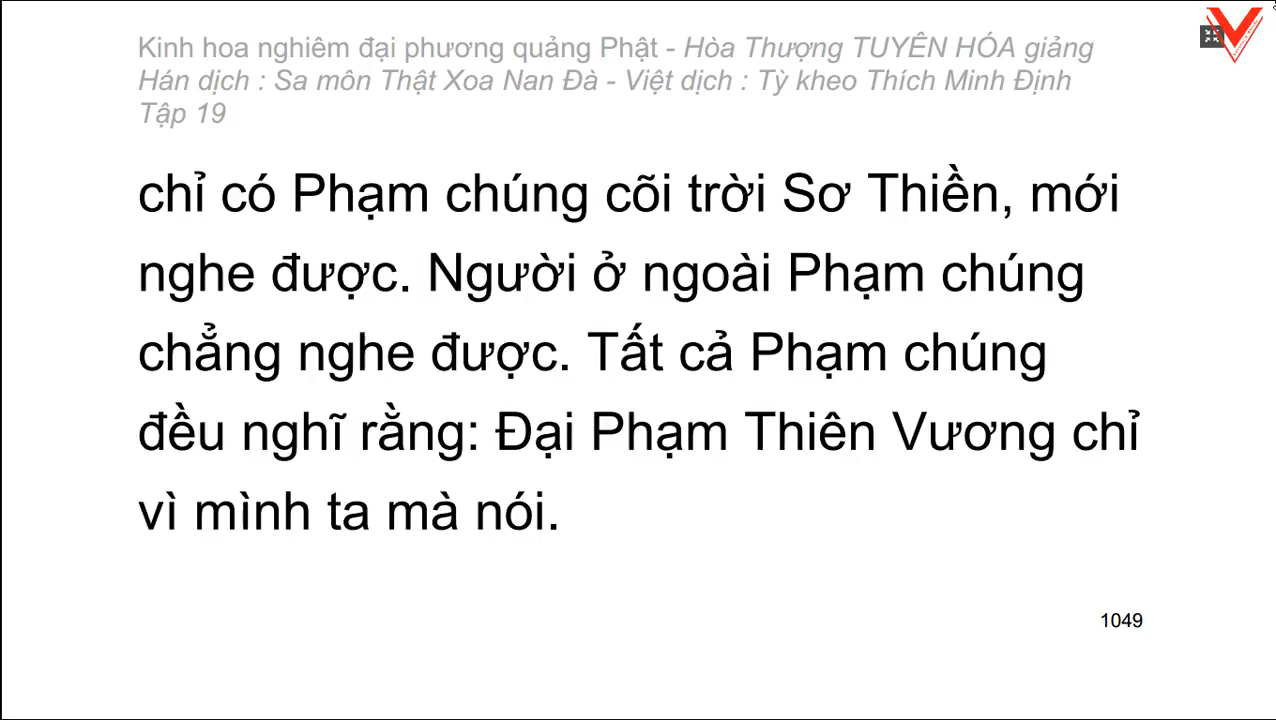 Kinh hoa nghiêm đại phương quảng Phật - Hòa Thượng TUYÊN HÓA giảng
Hán dịch : Sa môn Thật Xoa Nan Đà - Việt dịch : Tỳ kheo Thích Minh Định
Tập 19
chỉ có Phạm chúng cõi trời Sơ Thiền, mới
nghe được. Người ở ngoài Phạm chúng
chẳng nghe được. Tất cả Phạm chúng
đều nghĩ rằng: Đại Phạm Thiên Vương chỉ
vì mình ta mà nói.
1049